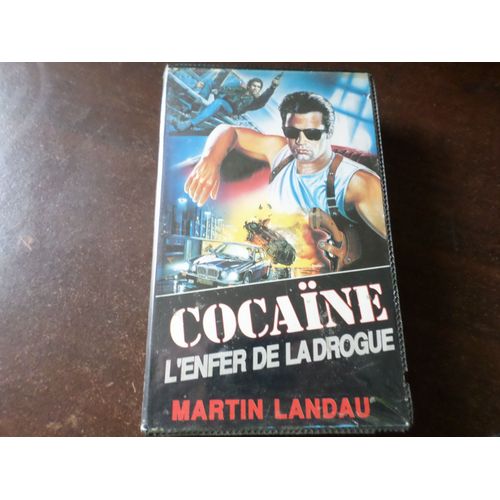 COCAÏNE
L'ENFER DE LA DROGUE
MARTIN LANDAU